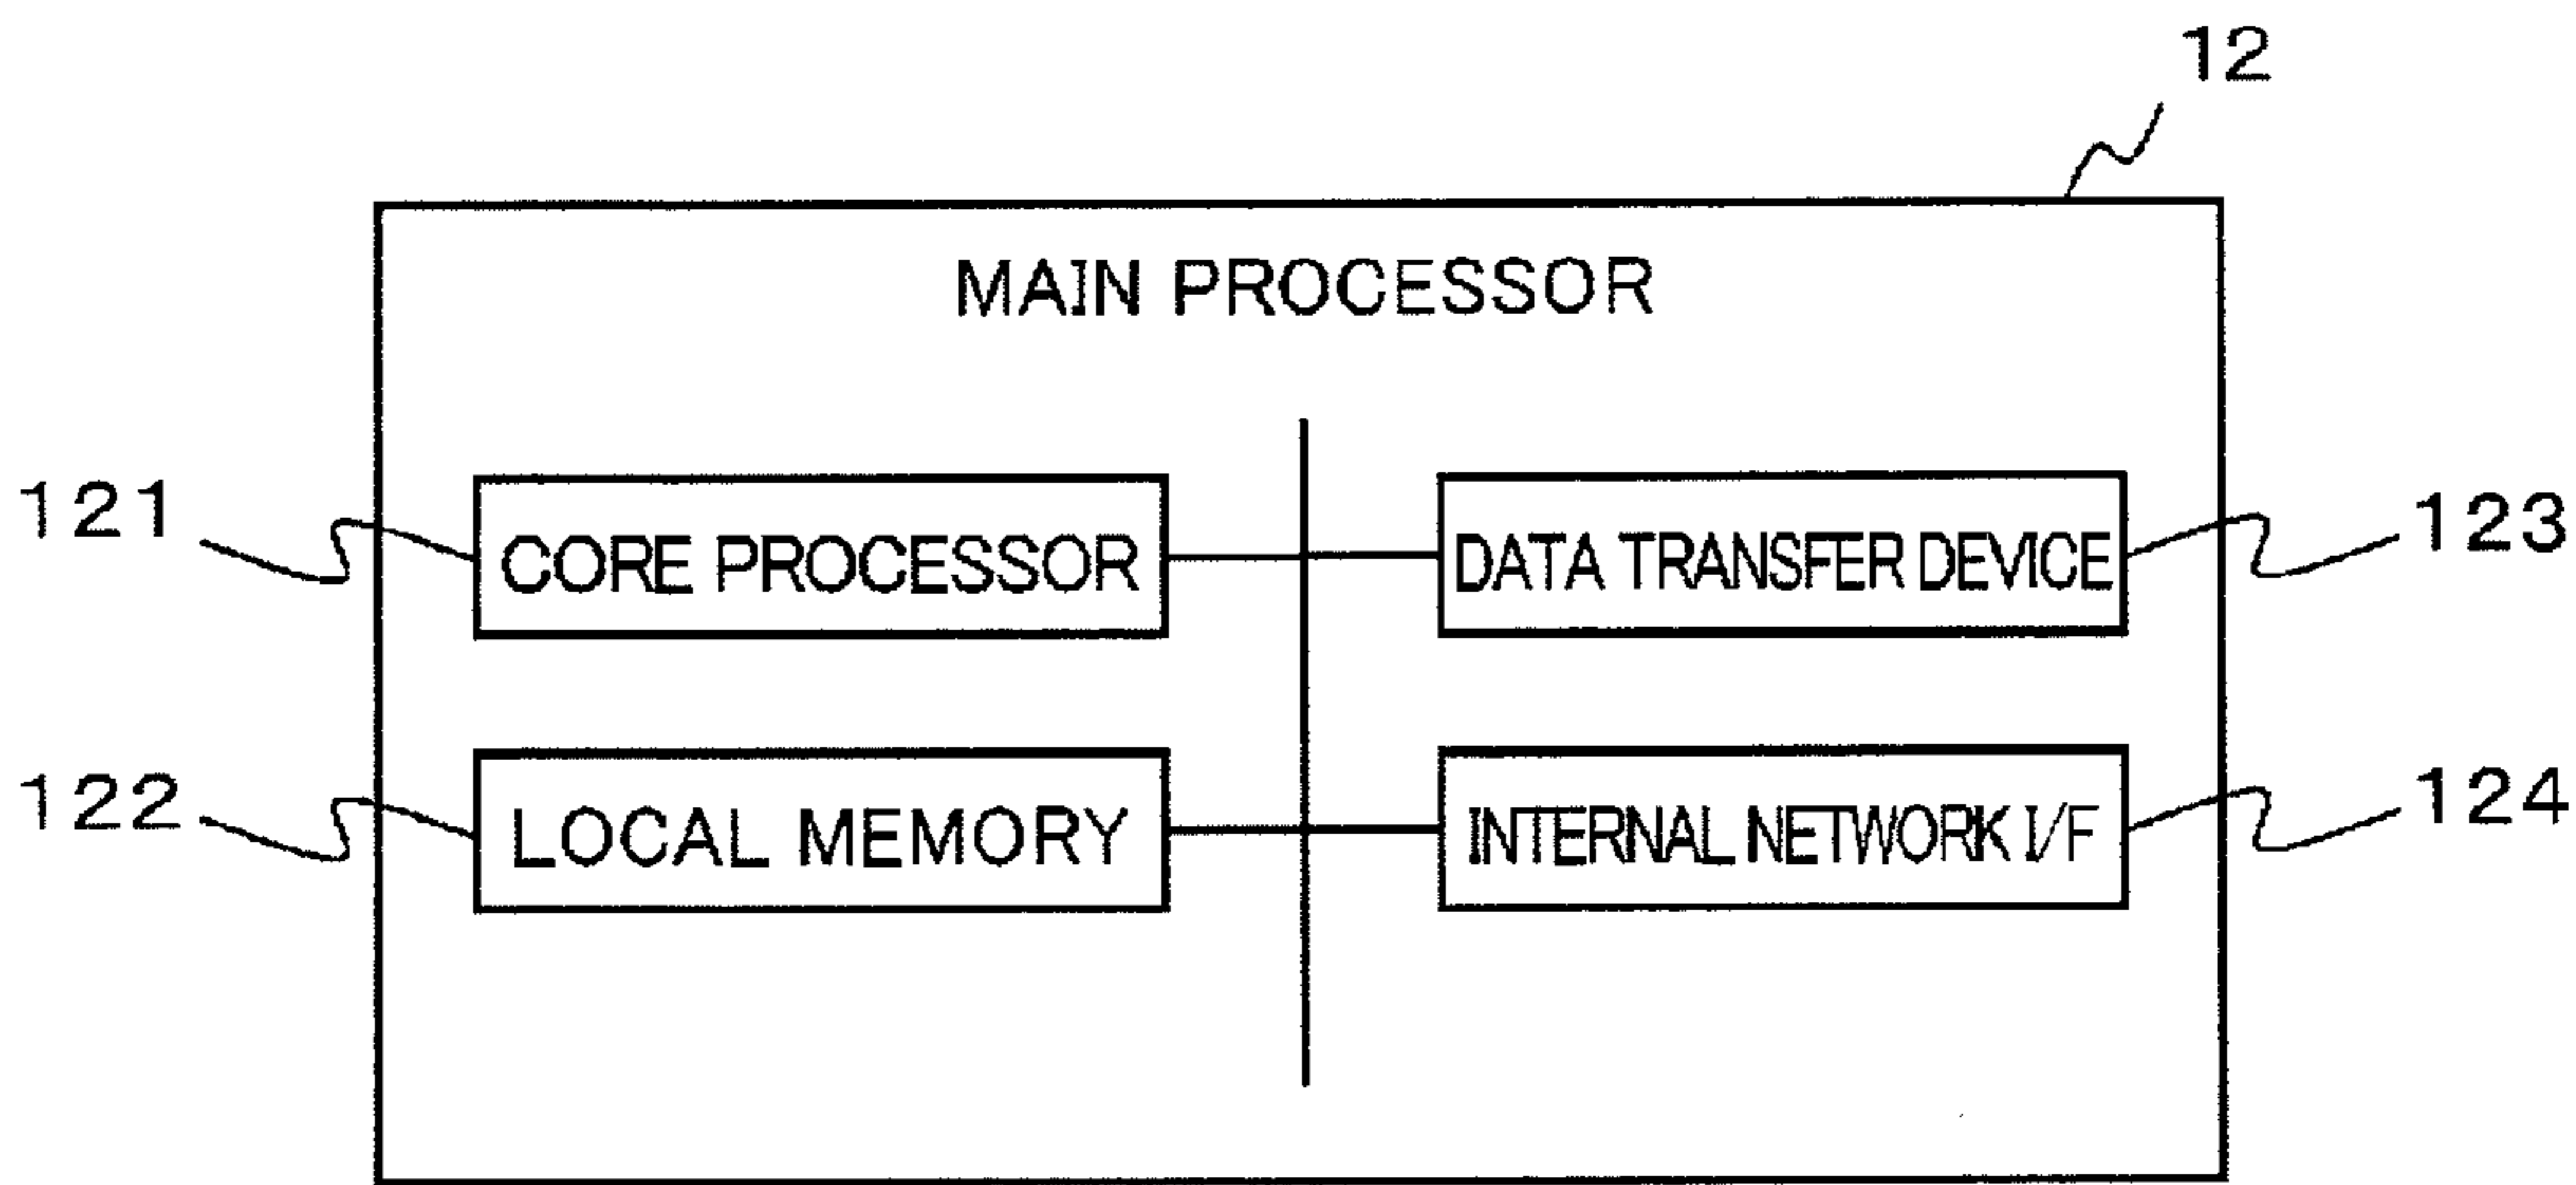 12
MAIN PROCESSOR
121
CORE PROCESSOR
DATA TRANSFER DEVICE
123
122
LOCAL MEMORY
INTERNAL NETWORK I/F
124